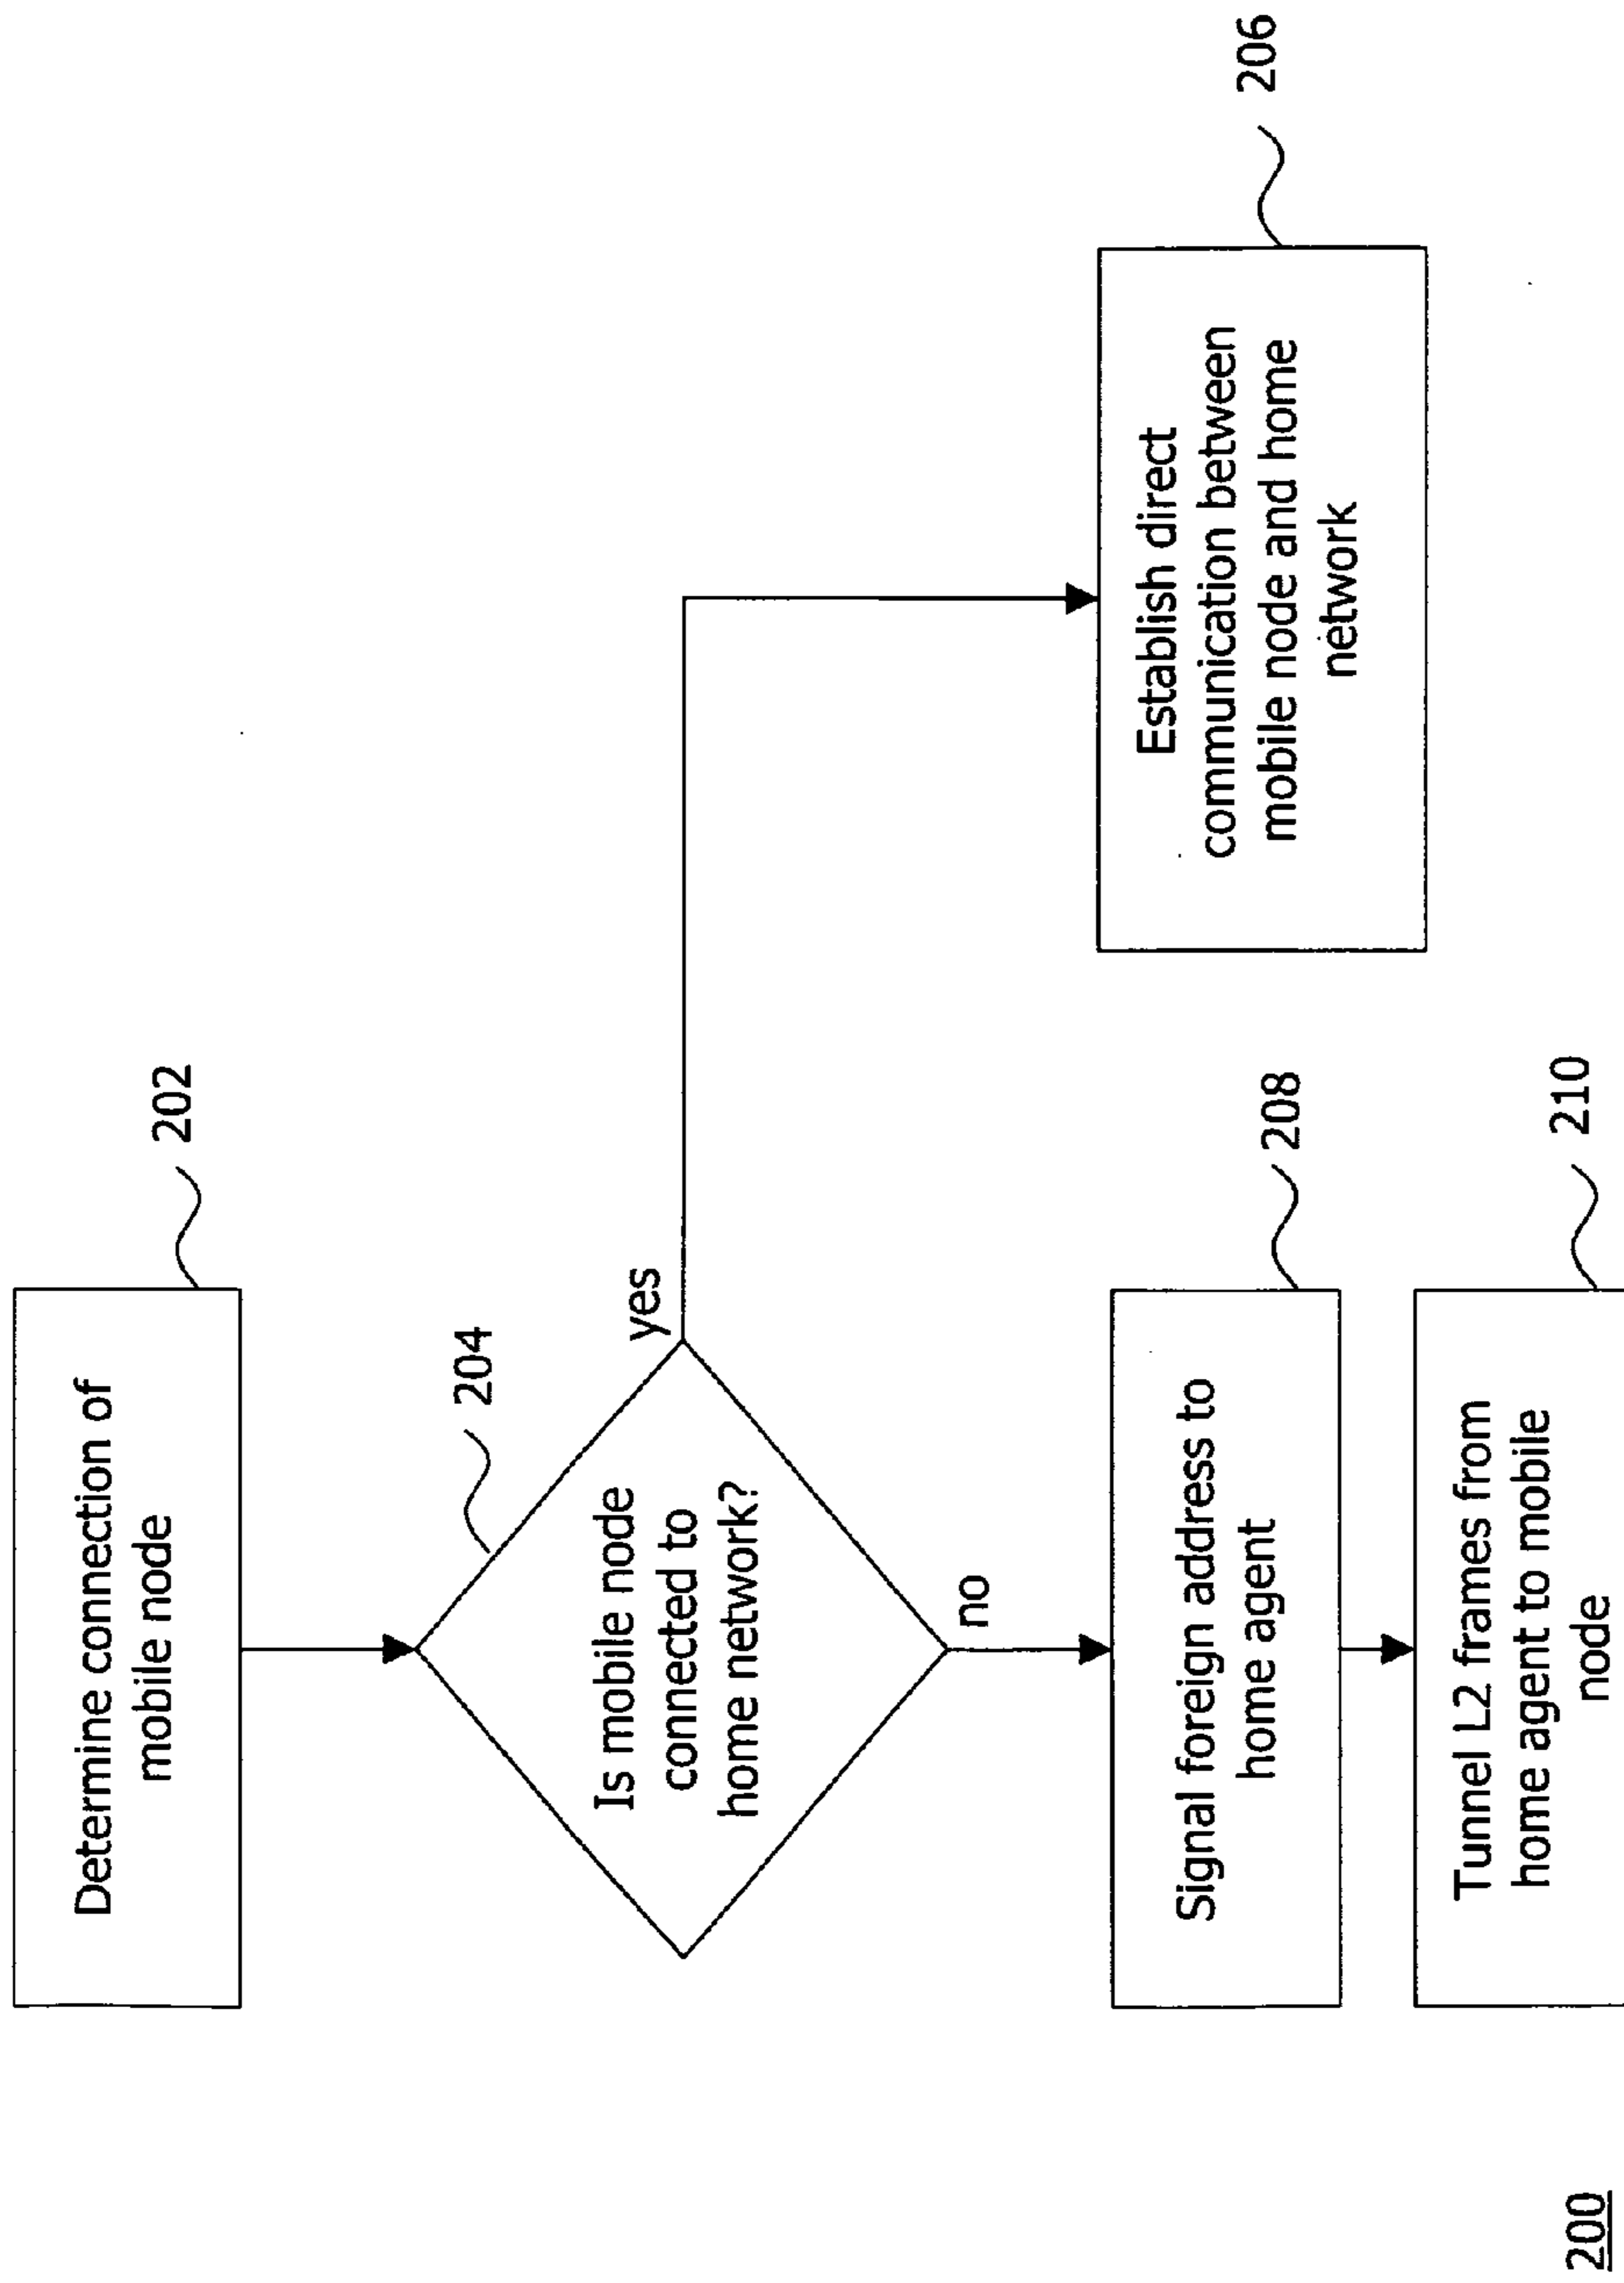 Determine connection of
mobile node
202
204
Is mobile node
connected to
home network?
yes
no
Establish direct
communication between
mobile node and home
network
206
Signal foreign address to
home agent
208
Tunnel L2 frames from
home agent to mobile
node
210
200